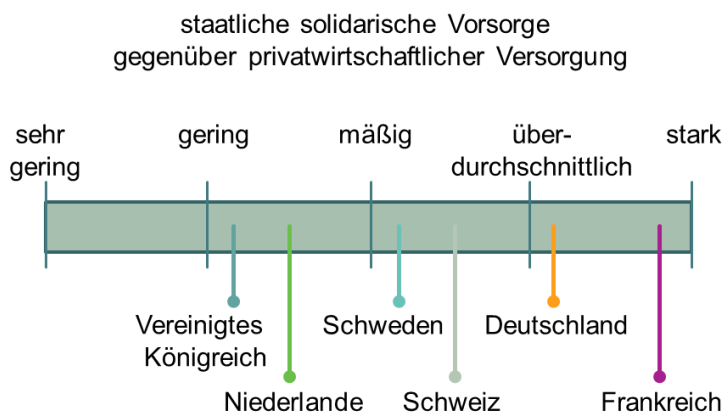 staatliche solidarische Vorsorge
gegenüber privatwirtschaftlicher Versorgung
sehr
gering
gering
mäßig
über-
durchschnittlich
stark
Vereinigtes
Königreich
Schweden
Deutschland
Niederlande
Schweiz
Frankreich